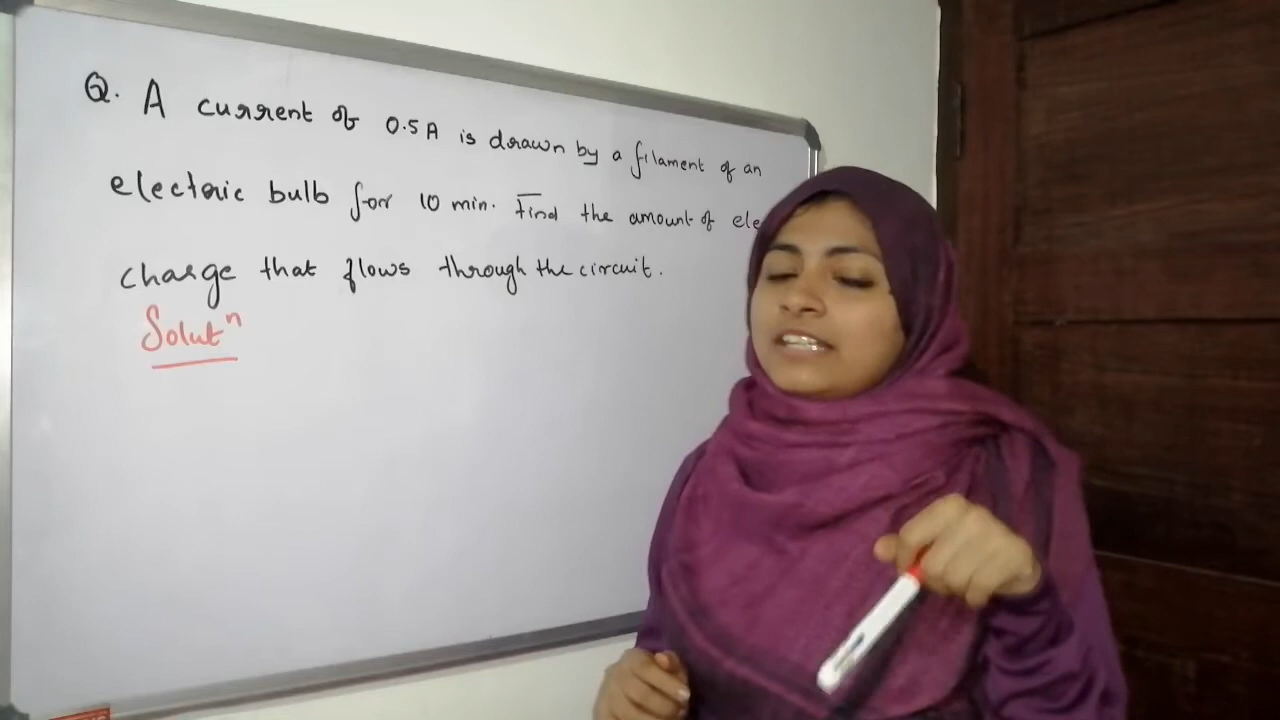 Q. A current of 0.5A is drawn by a filament of an
electric bulb for 10 min. Find the amount of ele
charge that flows through the circuit.
Solutⁿ